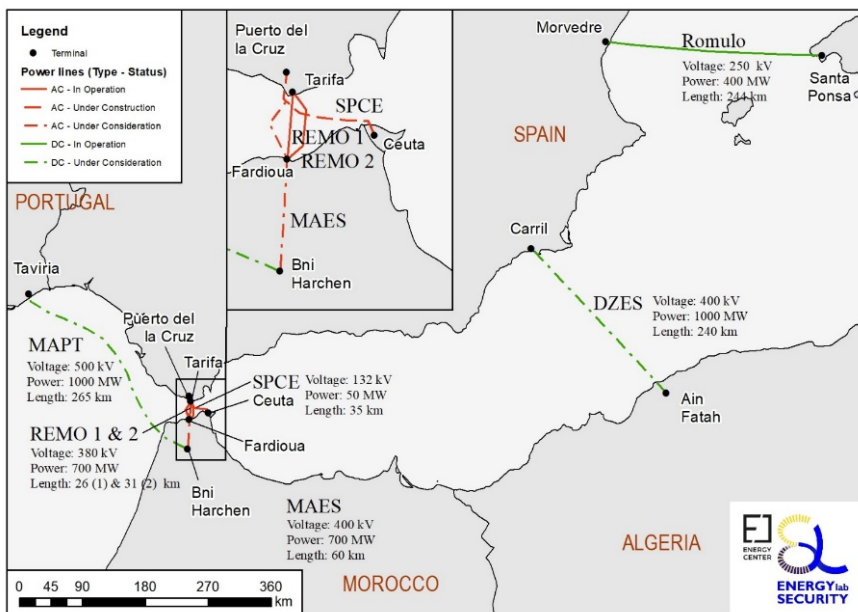 Legend
Terminal
Power lines (Type - Status)
AC - In Operation
AC - Under Construction
AC - Under Consideration
DC - In Operation
DC - Under Consideration
Puerto del
la Cruz
Tarifa
SPCE
REMO 1
REMO 2
Ceuta
Fardioua
MAES
Bni
Harchen
Morvedre
Romulo
Voltage: 250 kV
Power: 400 MW
Length: 244 km
Santa
Ponsa
SPAIN
PORTUGAL
Taviria
Carril
DZES
Voltage: 400 kV
Power: 1000 MW
Length: 240 km
Ain
Fatah
Puerto del
la Cruz
Tarifa
MAPT
Voltage: 500 kV
Power: 1000 MW
Length: 265 km
SPCE
Voltage: 132 kV
Power: 50 MW
Length: 35 km
Ceuta
REMO 1 & 2
Voltage: 380 kV
Power: 700 MW
Length: 26 (1) & 31 (2) km
Fardioua
Bni
Harchen
MAES
Voltage: 400 kV
Power: 700 MW
Length: 60 km
MOROCCO
ALGERIA
0 45 90 180 270 360
km
ENERGY
CENTER
ENERGY lab
SECURITY